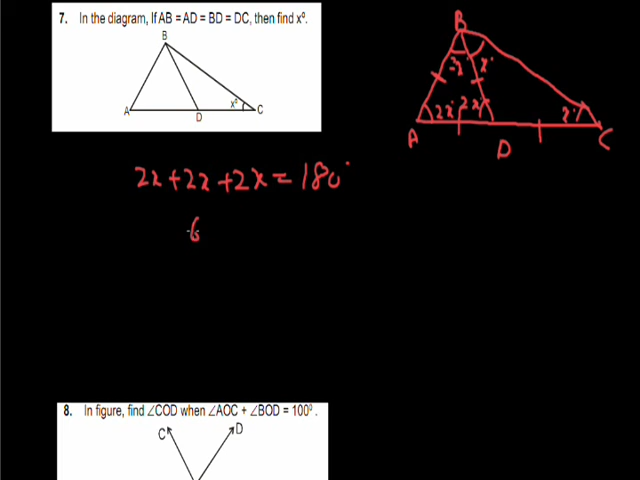 7. In the diagram, If AB = AD = BD = DC, then find x°.
B
A
D
x°
C
B
2x° x°
2x° 2x°
x°
A
D
C
2x + 2x + 2x = 180°
6
8. In figure, find ∠COD when ∠AOC + ∠BOD = 100⁰.
C
D